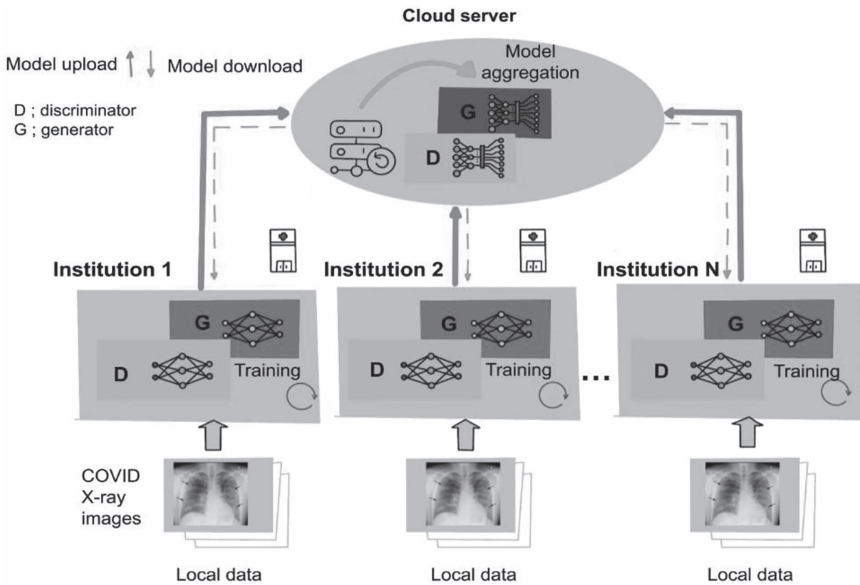 Cloud server
Model upload
Model download
D ; discriminator
G ; generator
Model
aggregation
G
D
Institution 1
Institution 2
Institution N
G
D
Training
G
D
Training
...
G
D
Training
COVID
X-ray
images
Local data
Local data
Local data